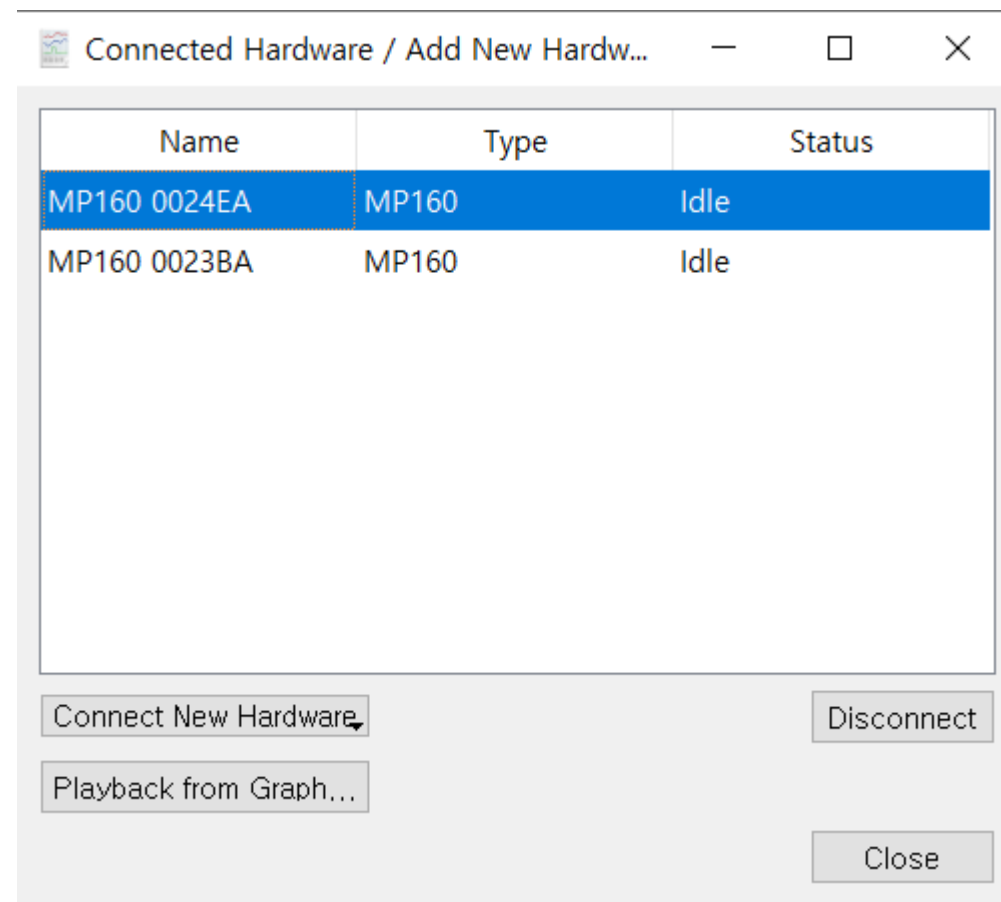 Connected Hardware / Add New Hardw...
Name Type Status
MP160 0024EA MP160 Idle
MP160 0023BA MP160 Idle
Connect New Hardware
Disconnect
Playback from Graph...
Close